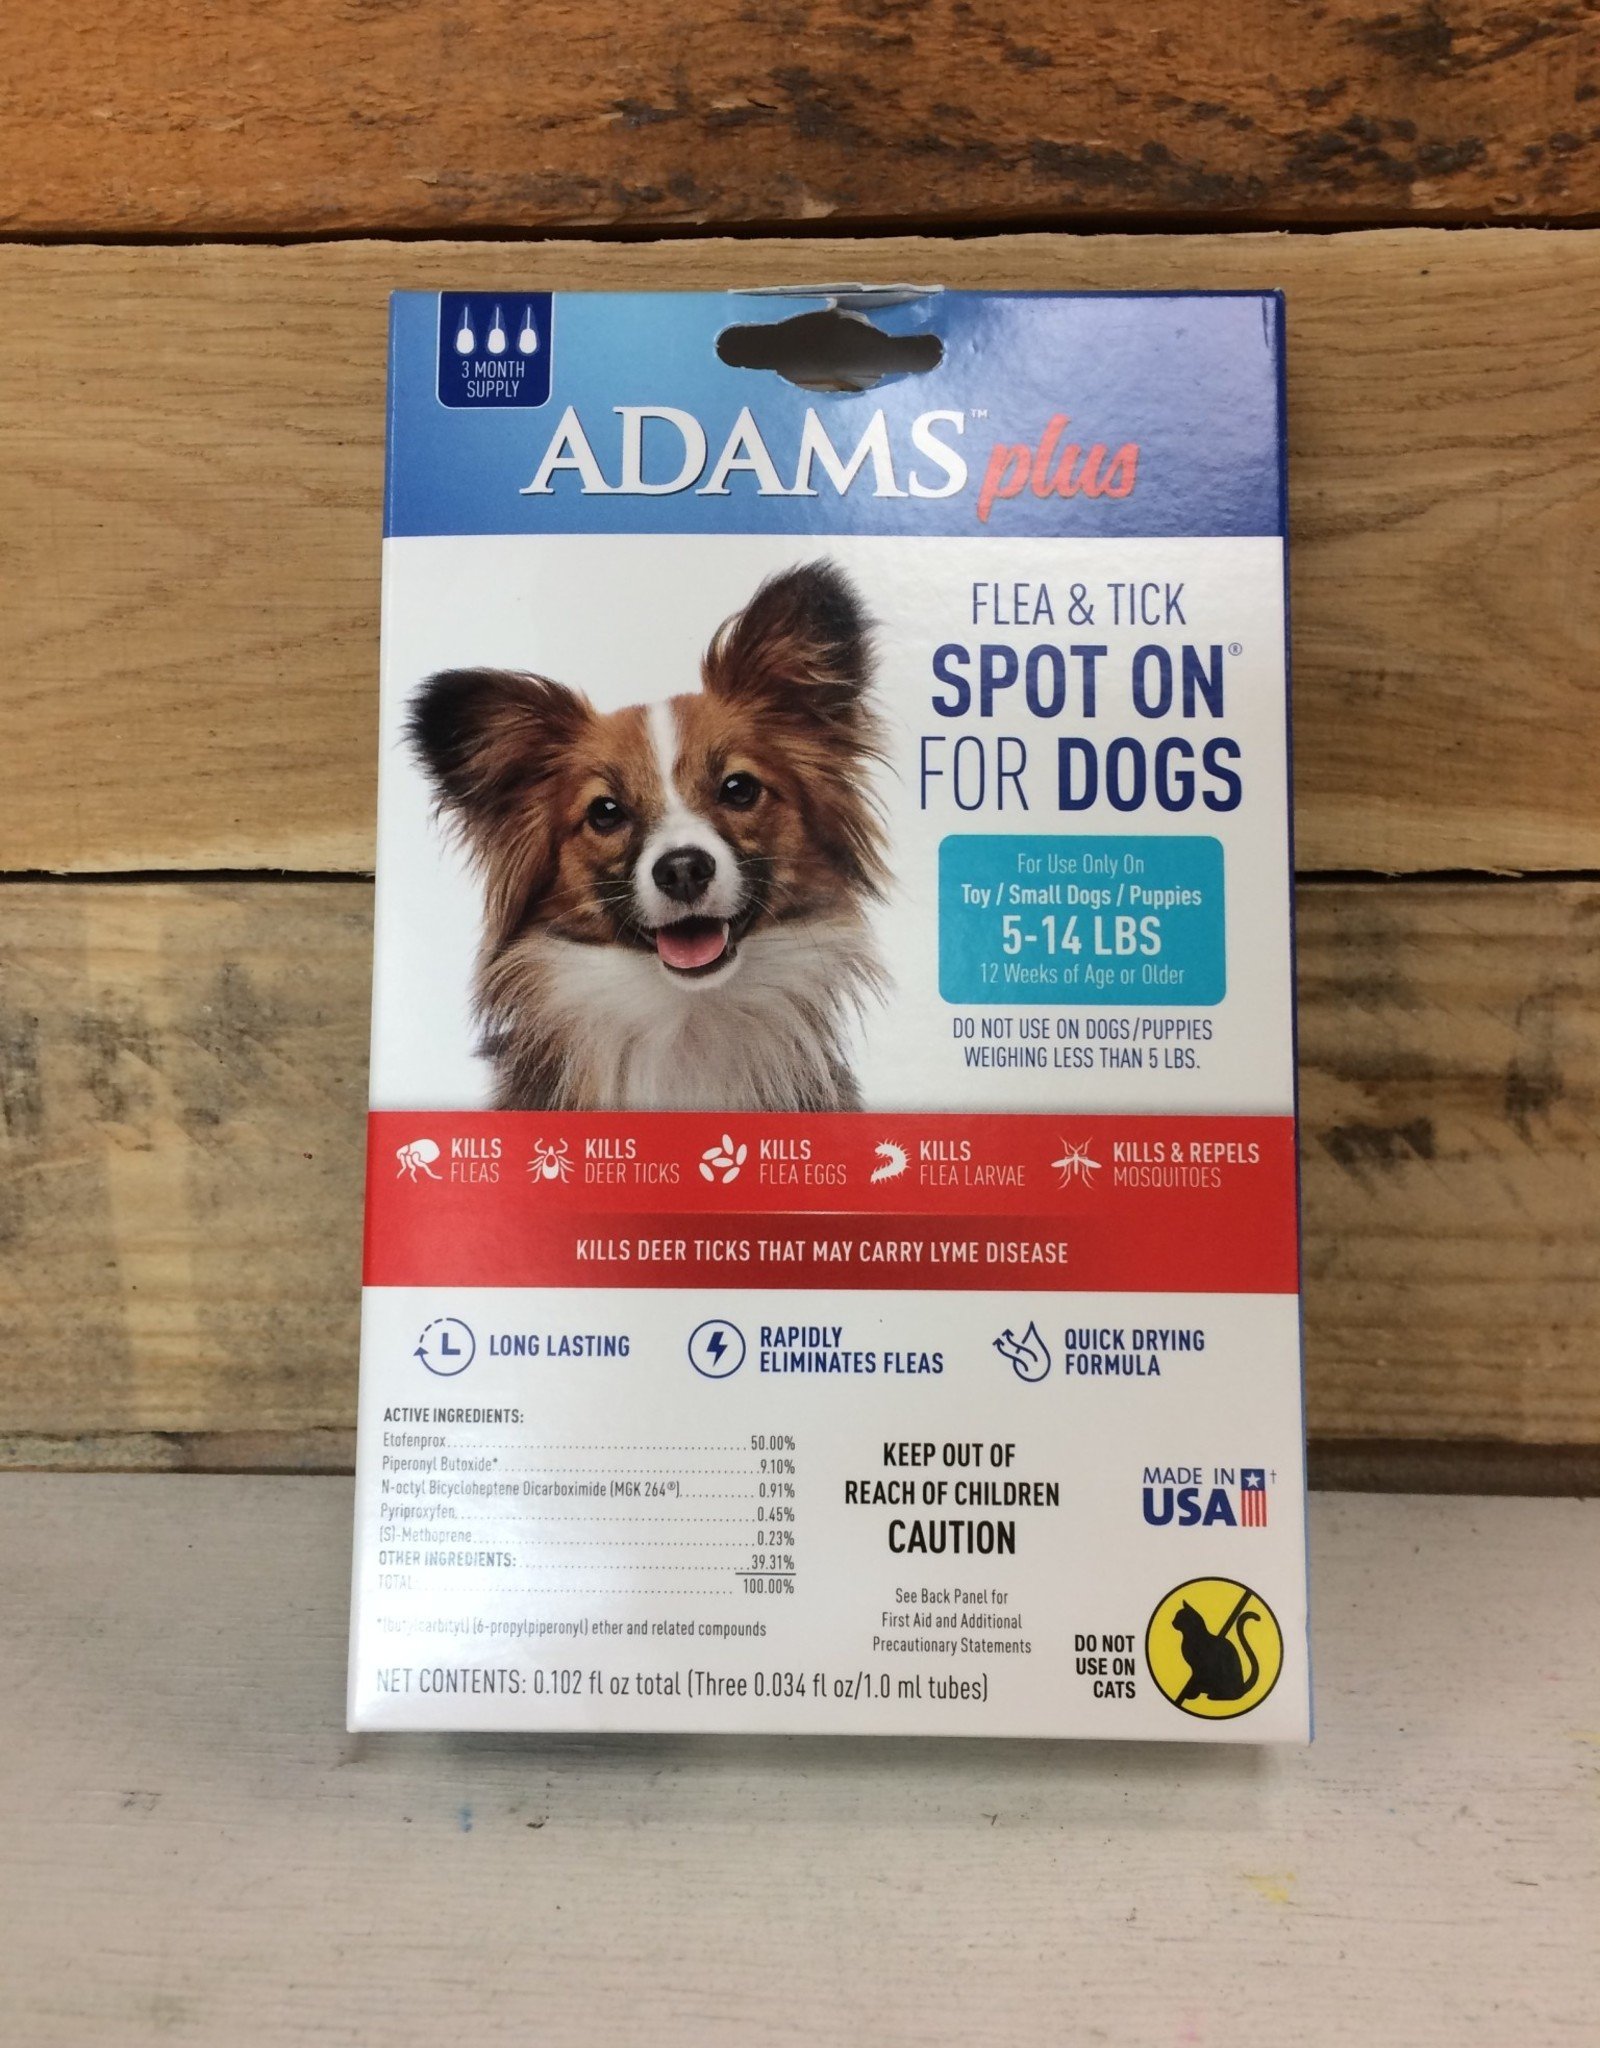 3 MONTH
SUPPLY
ADAMS™ plus
FLEA & TICK
SPOT ON®
FOR DOGS
For Use Only On
Toy / Small Dogs / Puppies
5-14 LBS
12 Weeks of Age or Older
DO NOT USE ON DOGS/PUPPIES
WEIGHING LESS THAN 5 LBS.
KILLS
FLEAS
KILLS
DEER TICKS
KILLS
FLEA EGGS
KILLS
FLEA LARVAE
KILLS & REPELS
MOSQUITOES
KILLS DEER TICKS THAT MAY CARRY LYME DISEASE
LONG LASTING
RAPIDLY
ELIMINATES FLEAS
QUICK DRYING
FORMULA
ACTIVE INGREDIENTS:
Etofenprox 50.00%
Piperonyl Butoxide* 9.10%
N-octyl Bicycloheptene Dicarboximide (MGK 264®) 0.91%
Pyriproxyfen 0.45%
(S)-Methoprene 0.23%
OTHER INGREDIENTS: 39.31%
TOTAL: 100.00%
(6-propylpiperonyl) ether and related compounds
NET CONTENTS: 0.102 fl oz total (Three 0.034 fl oz/1.0 ml tubes)
KEEP OUT OF
REACH OF CHILDREN
CAUTION
See Back Panel for
First Aid and Additional
Precautionary Statements
MADE IN
USA†
DO NOT
USE ON
CATS